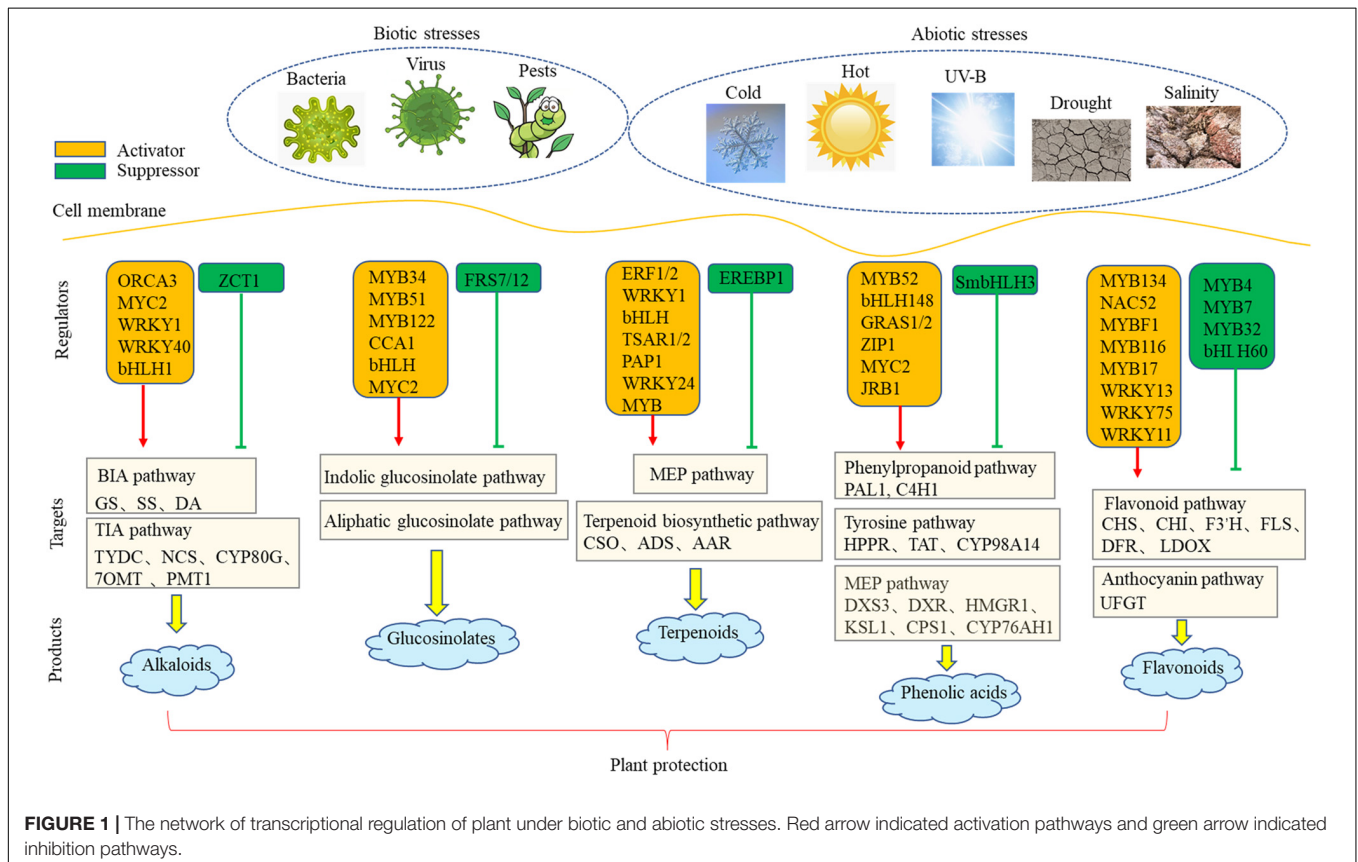 Biotic stresses
Bacteria
Virus
Pests
Abiotic stresses
Cold
Hot
UV-B
Drought
Salinity
Activator
Suppressor
Cell membrane
Regulators
ORCA3
MYC2
WRKY1
WRKY40
bHLH1
ZCT1
MYB34
MYB51
MYB122
CCA1
bHLH
MYC2
FRS7/12
ERF1/2
WRKY1
bHLH
TSAR1/2
PAP1
WRKY24
MYB
EREBP1
MYB52
bHLH148
GRAS1/2
ZIP1
MYC2
JRB1
SmbHLH3
MYB134
NAC52
MYBF1
MYB116
MYB17
WRKY13
WRKY75
WRKY11
MYB4
MYB7
MYB32
bHLH60
Targets
BIA pathway
GS、SS、DA
TIA pathway
TYDC、NCS、CYP80G、
7OMT 、PMT1
Indolic glucosinolate pathway
Aliphatic glucosinolate pathway
MEP pathway
Terpenoid biosynthetic pathway
CSO、ADS、AAR
Phenylpropanoid pathway
PAL1, C4H1
Tyrosine pathway
HPPR、TAT、CYP98A14
MEP pathway
DXS3、DXR、HMGR1、
KSL1、CPS1、CYP76AH1
Flavonoid pathway
CHS、CHI、F3'H、FLS、
DFR、LDOX
Anthocyanin pathway
UFGT
Products
Alkaloids
Glucosinolates
Terpenoids
Phenolic acids
Flavonoids
Plant protection
FIGURE 1 | The network of transcriptional regulation of plant under biotic and abiotic stresses. Red arrow indicated activation pathways and green arrow indicated
inhibition pathways.